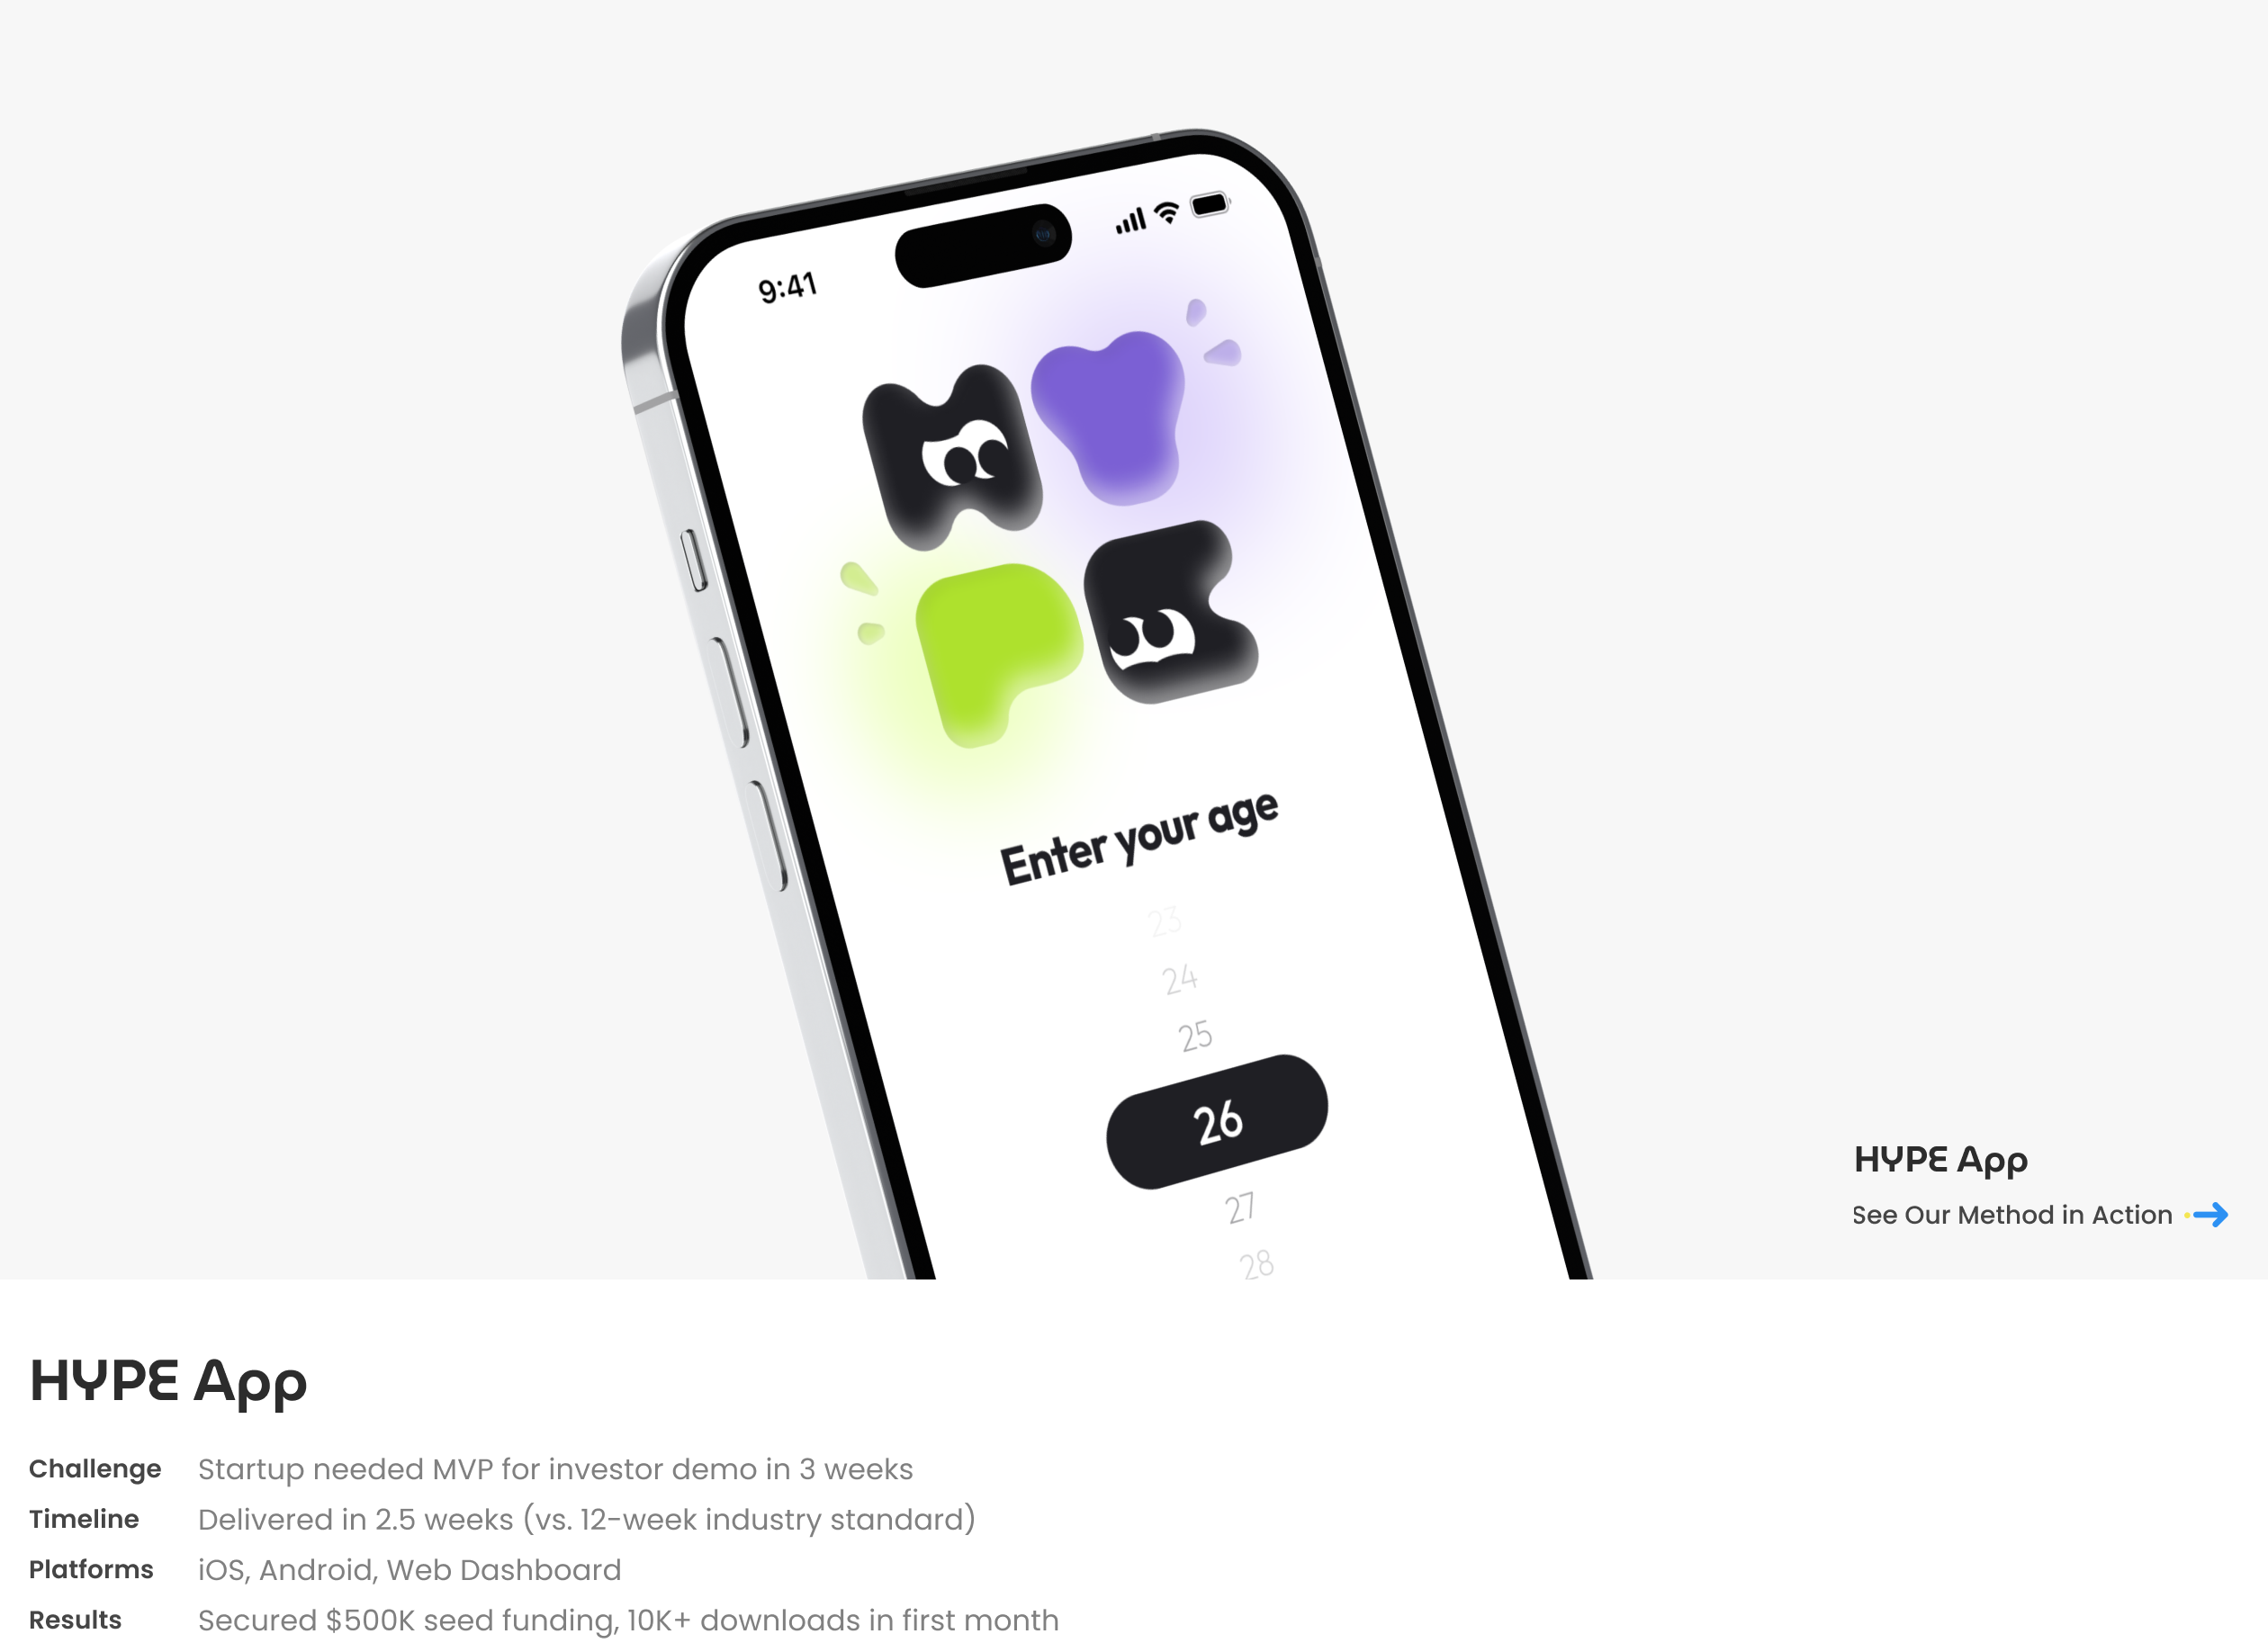 9:41
HY
PE
Enter your age
23
24
25
26
27
28
HYPE App
See Our Method in Action
HYPE App
Challenge Startup needed MVP for investor demo in 3 weeks
Timeline Delivered in 2.5 weeks (vs. 12-week industry standard)
Platforms iOS, Android, Web Dashboard
Results Secured $500K seed funding, 10K+ downloads in first month